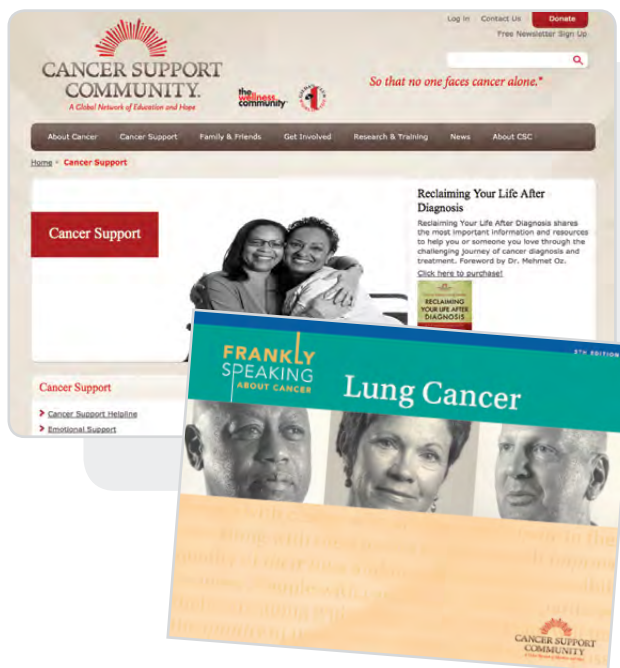 Log In Contact Us Donate
Free Newsletter Sign Up
CANCER SUPPORT
COMMUNITY.
A Global Network of Education and Hope
the
wellness
community
So that no one faces cancer alone.®
About Cancer Cancer Support Family & Friends Get Involved Research & Training News About CSC
Home Cancer Support
Cancer Support
Reclaiming Your Life After
Diagnosis
Reclaiming Your Life After Diagnosis shares
the most important information and resources
to help you or someone you love through the
challenging journey of cancer diagnosis and
treatment. Foreword by Dr. Mehmet Oz.
Click here to purchase!
RECLAIMING
YOUR LIFE AFTER
DIAGNOSIS
Cancer Support
Cancer Support Helpline
Emotional Support
5TH EDITION
FRANKLY
SPEAKING
ABOUT CANCER
Lung Cancer
CANCER SUPPORT
COMMUNITY